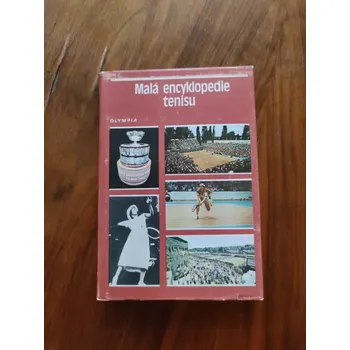 Malá encyklopedie
tenisu
OLYMPIA